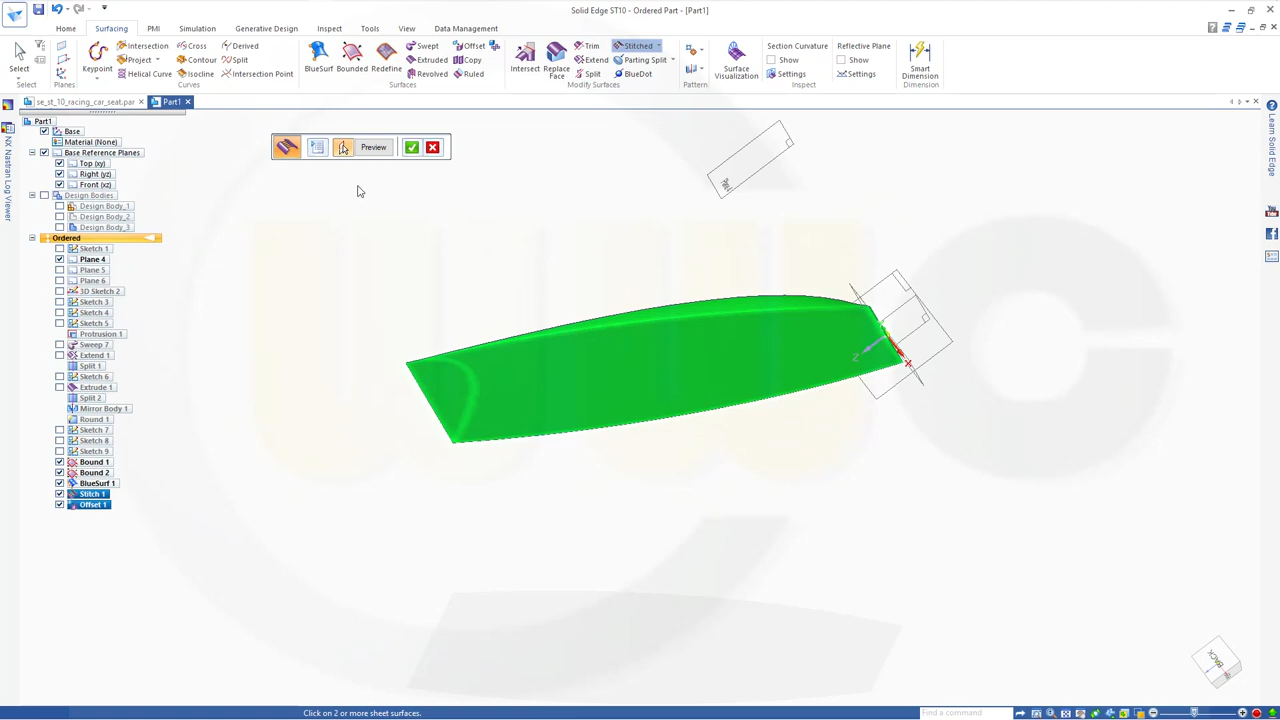 Solid Edge ST10 - Ordered Part - [Part1]
Home Surfacing PMI Simulation Generative Design Inspect Tools View Data Management
Select
Select
Planes
Keypoint
Intersection
Project
Helical Curve
Cross
Contour
Isocline
Derived
Split
Intersection Point
Curves
BlueSurf
Bounded
Redefine
Swept
Extruded
Revolved
Offset
Copy
Ruled
Surfaces
Intersect
Replace
Face
Trim
Extend
Split
Stitched
Parting Split
BlueDot
Modify Surfaces
Pattern
Surface
Visualization
Section Curvature
Show
Settings
Inspect
Reflective Plane
Show
Settings
Smart
Dimension
Dimension
se_st_10_racing_car_seat.par
Part1
NX Nastran Log Viewer
Part1
Base
Material (None)
Base Reference Planes
Top (xy)
Right (yz)
Front (xz)
Design Bodies
Design Body_1
Design Body_2
Design Body_3
Ordered
Sketch 1
Plane 4
Plane 5
Plane 6
3D Sketch 2
Sketch 3
Sketch 4
Sketch 5
Protrusion 1
Sweep 7
Extend 1
Split 1
Sketch 6
Extrude 1
Split 2
Mirror Body 1
Round 1
Sketch 7
Sketch 8
Sketch 9
Bound 1
Bound 2
BlueSurf 1
Stitch 1
Offset 1
Preview
Z
X
BACK
Learn Solid Edge
You
Tube
Click on 2 or more sheet surfaces.
Find a command